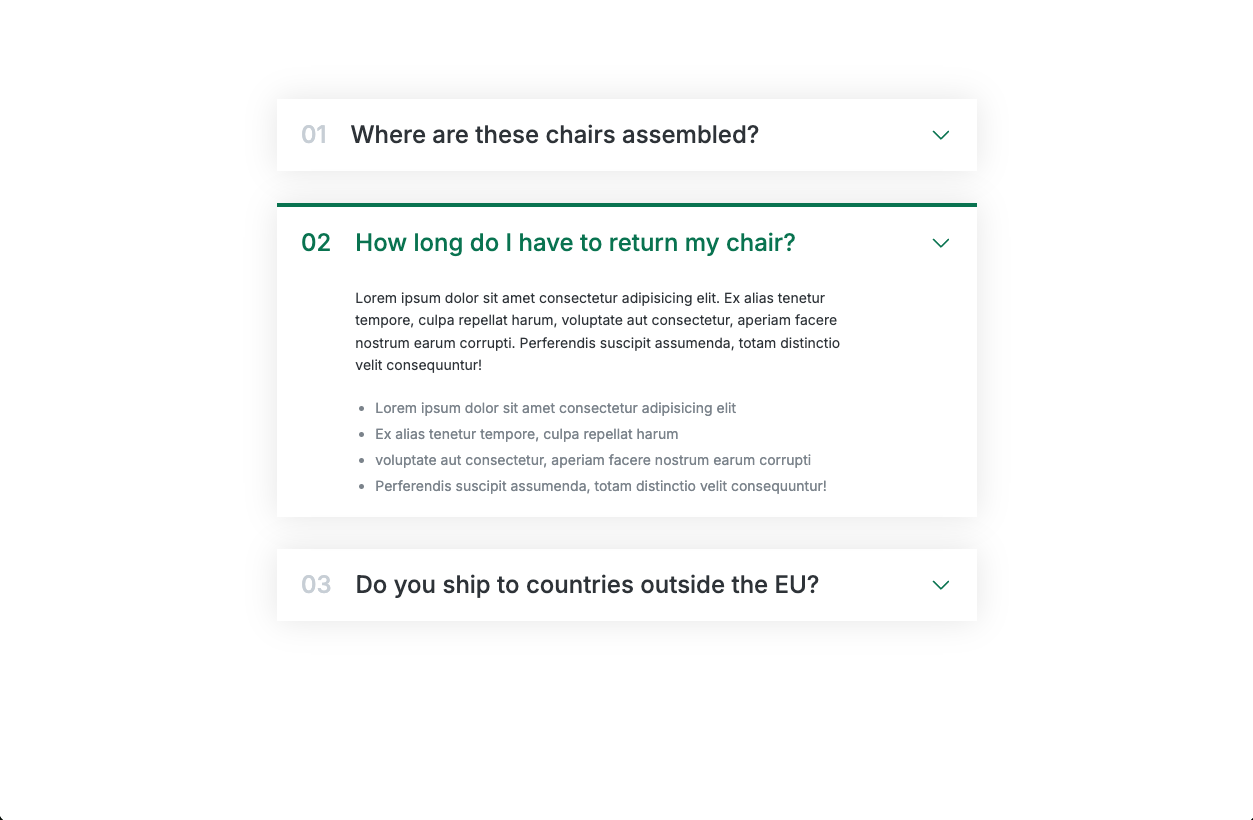 01 Where are these chairs assembled?
02 How long do I have to return my chair?
Lorem ipsum dolor sit amet consectetur adipisicing elit. Ex alias tenetur
tempore, culpa repellat harum, voluptate aut consectetur, aperiam facere
nostrum earum corrupti. Perferendis suscipit assumenda, totam distinctio
velit consequuntur!
• Lorem ipsum dolor sit amet consectetur adipisicing elit
• Ex alias tenetur tempore, culpa repellat harum
• voluptate aut consectetur, aperiam facere nostrum earum corrupti
• Perferendis suscipit assumenda, totam distinctio velit consequuntur!
03 Do you ship to countries outside the EU?